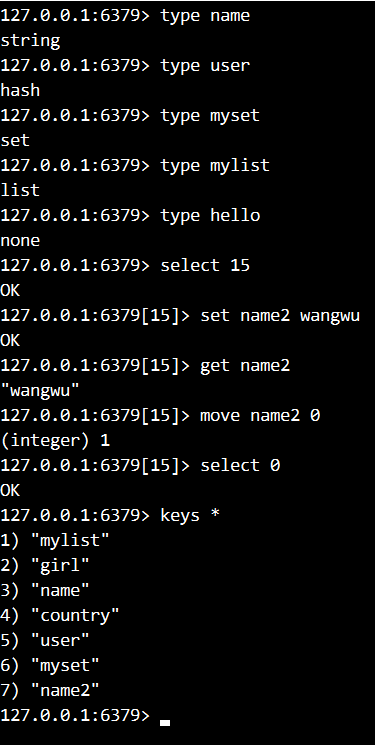 127.0.0.1:6379> type name
string
127.0.0.1:6379> type user
hash
127.0.0.1:6379> type myset
set
127.0.0.1:6379> type mylist
list
127.0.0.1:6379> type hello
none
127.0.0.1:6379> select 15
OK
127.0.0.1:6379[15]> set name2 wangwu
OK
127.0.0.1:6379[15]> get name2
"wangwu"
127.0.0.1:6379[15]> move name2 0
(integer) 1
127.0.0.1:6379[15]> select 0
OK
127.0.0.1:6379> keys *
1) "mylist"
2) "girl"
3) "name"
4) "country"
5) "user"
6) "myset"
7) "name2"
127.0.0.1:6379>